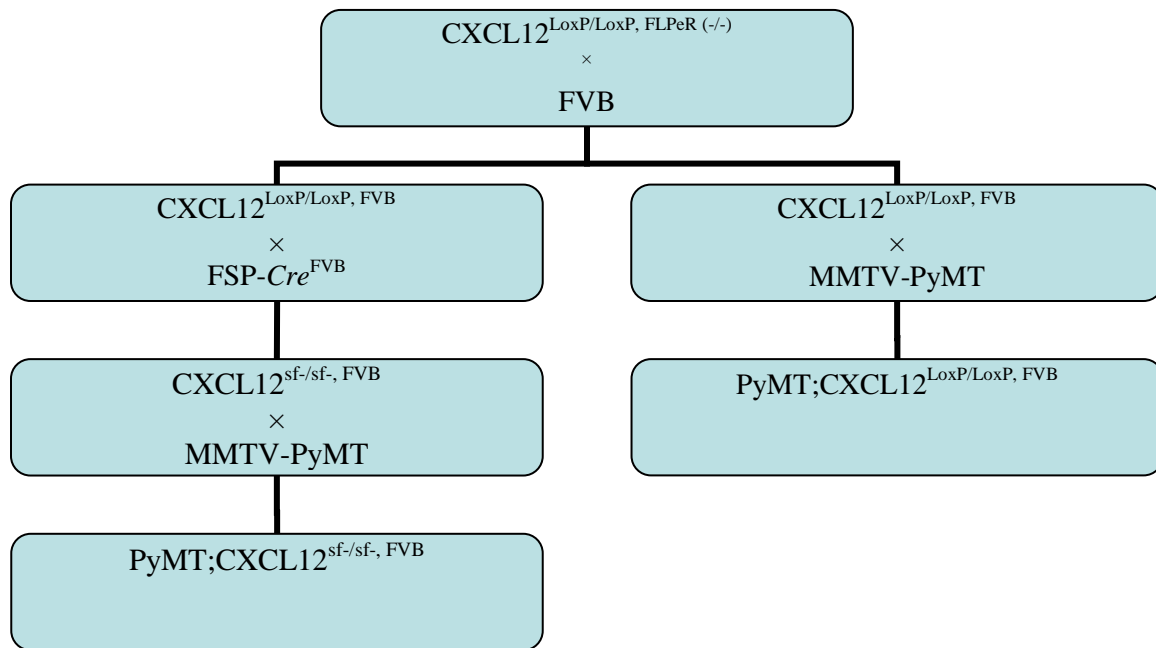 CXCL12LoxP/LoxP, FLPeR (-/-)
×
FVB
CXCL12LoxP/LoxP, FVB
×
FSP-CreFVB
CXCL12LoxP/LoxP, FVB
×
MMTV-PyMT
CXCL12sf-/sf-, FVB
×
MMTV-PyMT
PyMT;CXCL12LoxP/LoxP, FVB
PyMT;CXCL12sf-/sf-, FVB